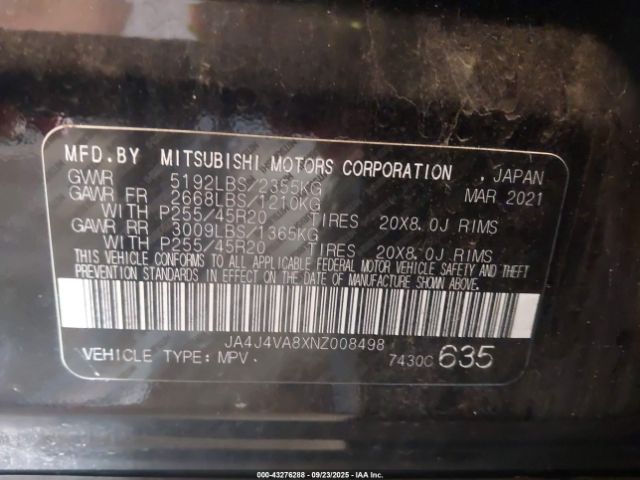 MFD.BY MITSUBISHI MOTORS CORPORATION , JAPAN
GVWR 5192LBS/2355KG MAR 2021
GAWR FR 2668LBS/1210KG
WITH P255/45R20 TIRES 20X8.0J RIMS
GAWR RR 3009LBS/1365KG
WITH P255/45R20 TIRES 20X8.0J RIMS
THIS VEHICLE CONFORMS TO ALL APPLICABLE FEDERAL MOTOR VEHICLE SAFETY AND THEFT
PREVENTION STANDARDS IN EFFECT ON THE DATE OF MANUFACTURE SHOWN ABOVE.
JA4J4VA8XNZ008498
VEHICLE TYPE: MPV. 7430C 635
000-43276288 - 09/23/2025 - IAA Inc.